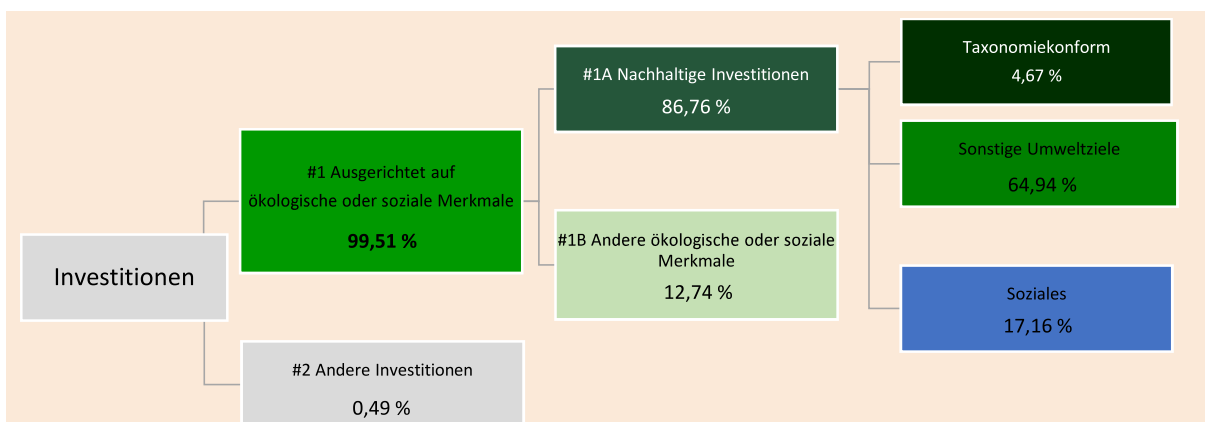 Investitionen
#1 Ausgerichtet auf
ökologische oder soziale Merkmale
99,51 %
#2 Andere Investitionen
0,49 %
#1A Nachhaltige Investitionen
86,76 %
#1B Andere ökologische oder soziale
Merkmale
12,74 %
Taxonomiekonform
4,67 %
Sonstige Umweltziele
64,94 %
Soziales
17,16 %